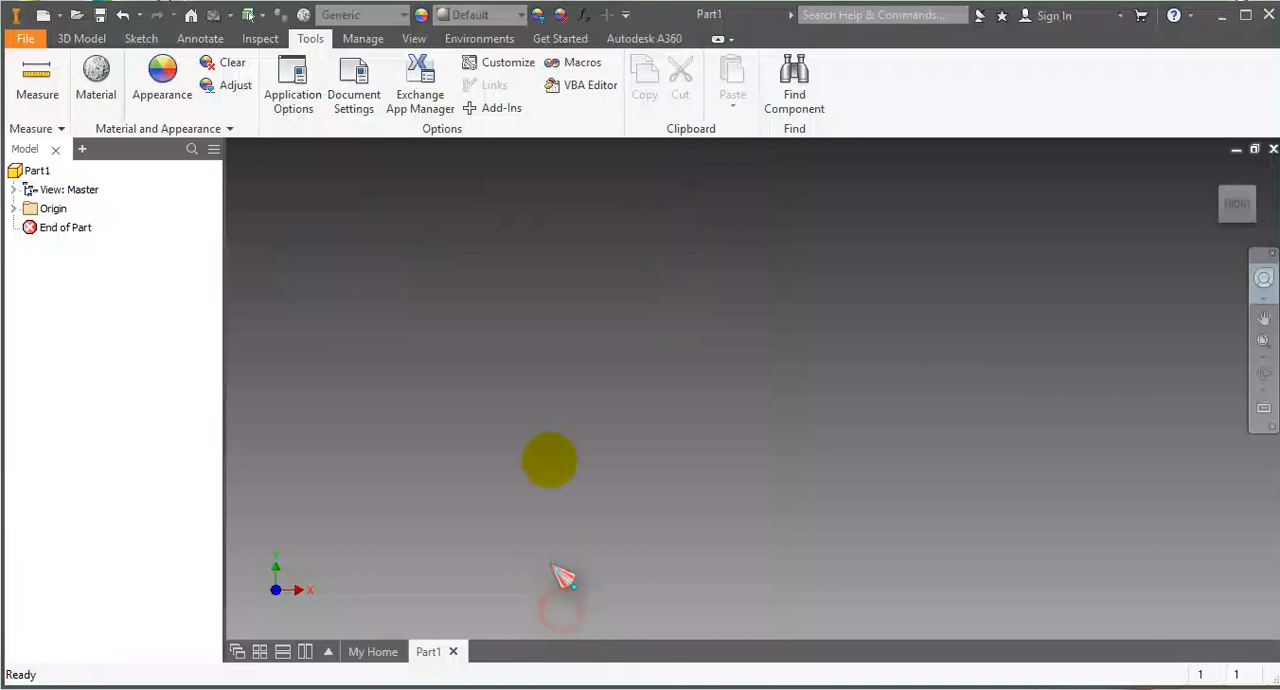 Generic
Default
Part1
Search Help & Commands...
Sign In
File
3D Model
Sketch
Annotate
Inspect
Tools
Manage
View
Environments
Get Started
Autodesk A360
Measure
Material
Appearance
Clear
Adjust
Application Options
Document Settings
Exchange App Manager
Customize
Links
Add-Ins
Macros
VBA Editor
Copy
Cut
Paste
Find Component
Measure
Material and Appearance
Options
Clipboard
Find
Model
Part1
View: Master
Origin
End of Part
FRONT
Y
X
My Home
Part1
Ready
1
1